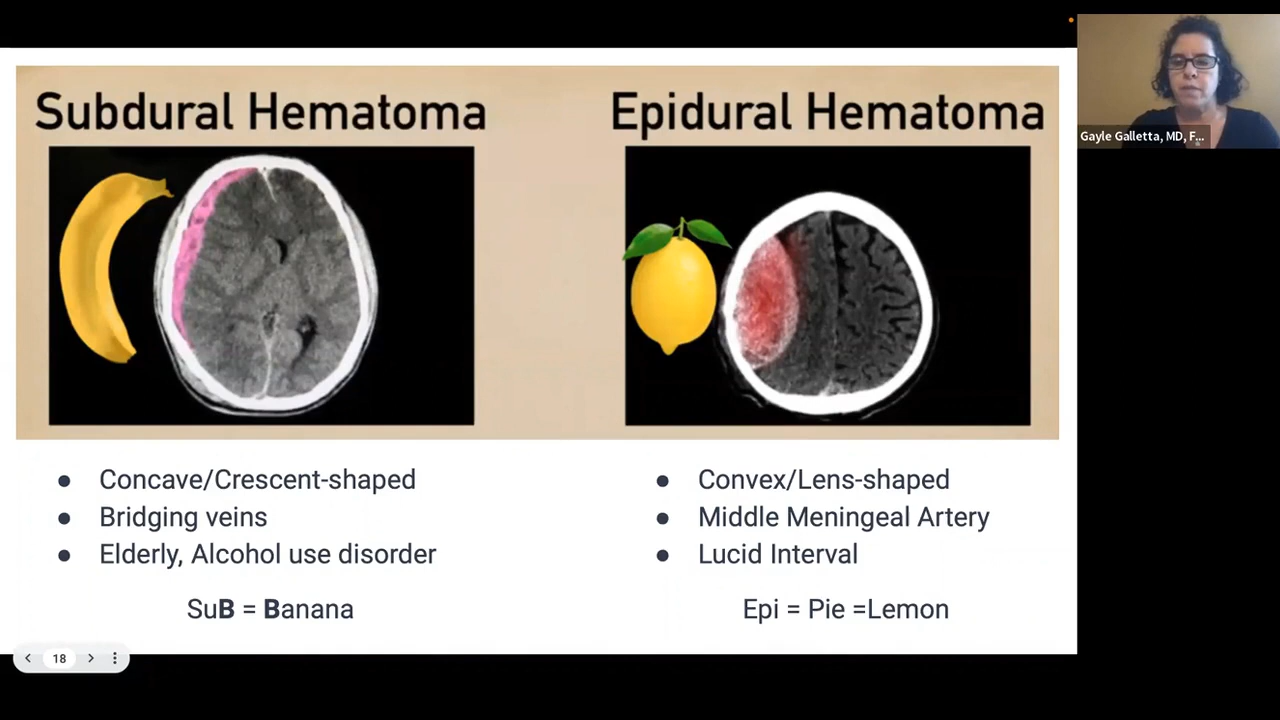 Subdural Hematoma
Epidural Hematoma
Gayle Galletta, MD, F...
● Concave/Crescent-shaped
● Bridging veins
● Elderly, Alcohol use disorder
SuB = Banana
● Convex/Lens-shaped
● Middle Meningeal Artery
● Lucid Interval
Epi = Pie =Lemon
18